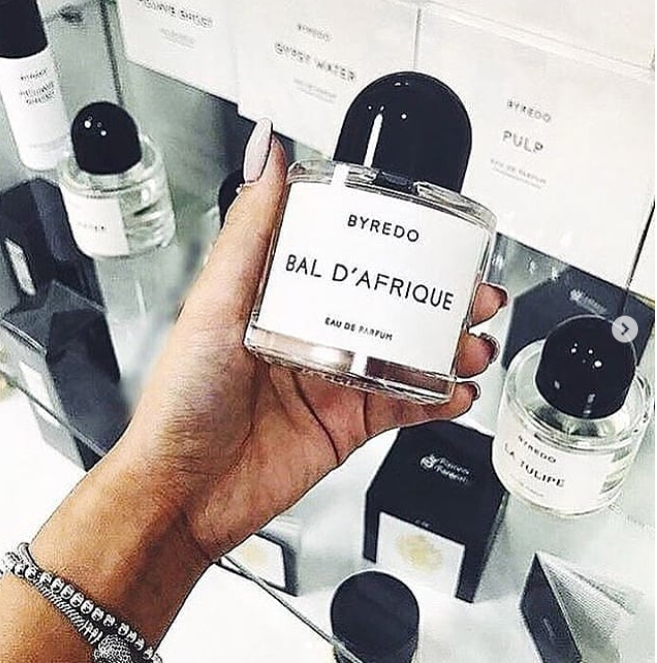 BYREDO
GYPSY WATER
BYREDO
PULP
EAU DE PARFUM
BYREDO
BAL D'AFRIQUE
EAU DE PARFUM
BYREDO
LA TULIPE